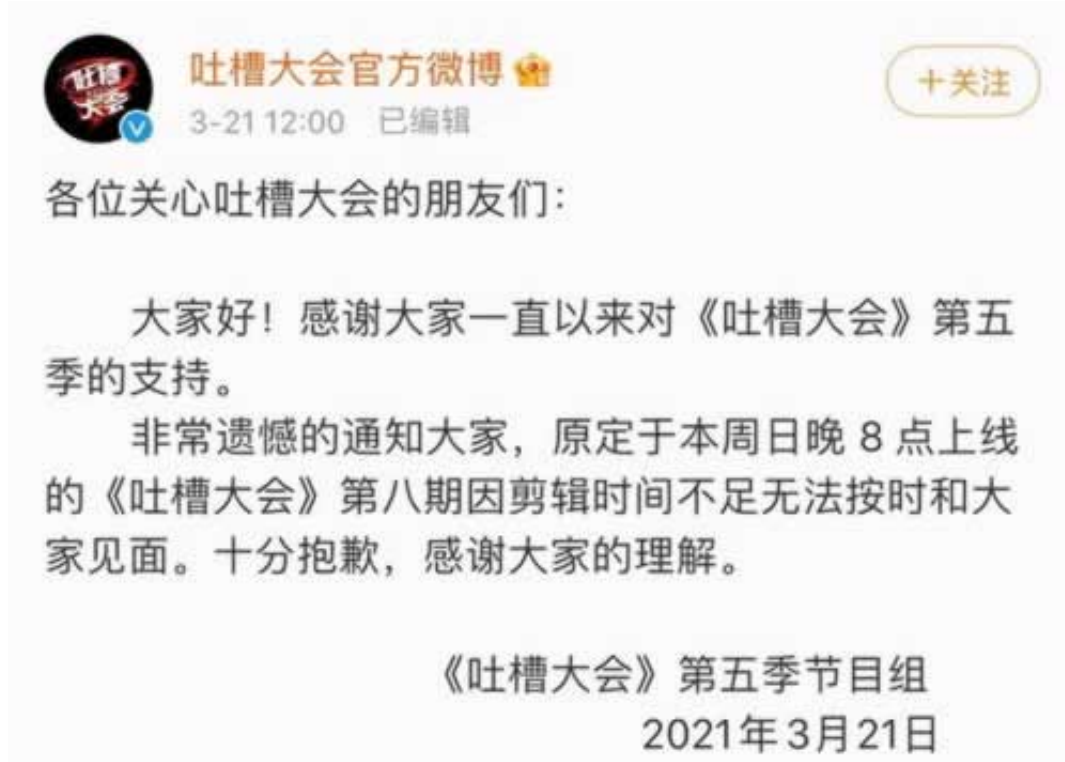 吐槽大会
吐槽大会官方微博
+关注
3-21 12:00 已编辑
各位关心吐槽大会的朋友们：
大家好！感谢大家一直以来对《吐槽大会》第五
季的支持。
非常遗憾的通知大家，原定于本周日晚 8 点上线
的《吐槽大会》第八期因剪辑时间不足无法按时和大
家见面。十分抱歉，感谢大家的理解。
《吐槽大会》第五季节目组
2021年3月21日